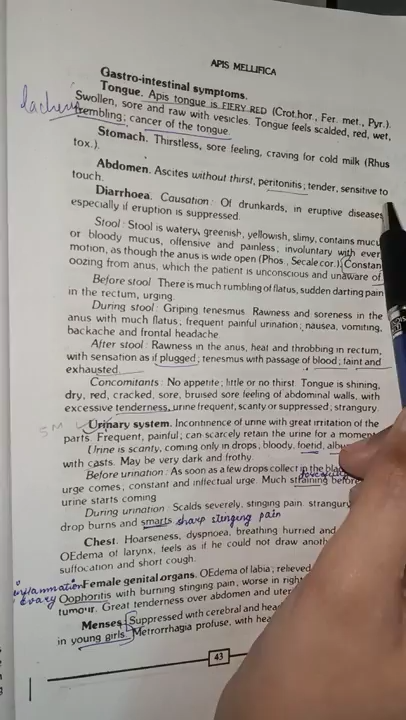 APIS MELLIFICA
Gastro-intestinal symptoms.
Tongue. Apis tongue is FIERY RED (Crot.hor., Fer. met., Pyr.).
Swollen, sore and raw with vesicles. Tongue feels scalded, red, wet,
trembling; cancer of the tongue.
Stomach. Thirstless, sore feeling, craving for cold milk (Rhus
tox.).
Abdomen. Ascites without thirst, peritonitis; tender, sensitive to
touch.
Diarrhoea. Causation: Of drunkards, in eruptive diseases
especially if eruption is suppressed.
Stool: Stool is watery, greenish, yellowish, slimy, contains
or bloody mucus, offensive and painless, involuntary with
motion, as though the anus is wide open (Phos., Secale cor.)
oozing from anus, which the patient is unconscious and unaware of
Before stool There is much rumbling of flatus, sudden darting pain
in the rectum, urging.
During stool: Griping tenesmus. Rawness and soreness in the
anus with much flatus; frequent painful urination; nausea, vomiting,
backache and frontal headache.
After stool: Rawness in the anus, heat and throbbing in rectum,
with sensation as if plugged; tenesmus with passage of blood; faint and
exhausted.
Concomitants: No appetite; little or no thirst Tongue is shining,
dry, red, cracked, sore, bruised sore feeling of abdominal walls, with
excessive tenderness, urine frequent, scanty or suppressed; strangury.
5M
Urinary system. Incontinence of urine with great irritation of the
parts. Frequent, painful; can scarcely retain the urine for a
Urine is scanty, coming only in drops; bloody, foetid,
with casts. May be very dark and frothy.
Before urination: As soon as a few drops collect in the
urge comes, constant and ineffectual urge. Much straining before
urine starts coming
During urination: Scalds severely, stinging pain
drop burns and smarts sharp stinging pain
Chest. Hoarseness, dyspnoea, breathing hurried and
OEdema of larynx, feels as if he could not draw
suffocation and short cough.
inflammation Female genital organs. OEdema of labia; relieved
ovary Oophoritis with burning stinging pain, worse in
tumour. Great tenderness over abdomen and
Menses. Suppressed with cerebral and
in young girls. Metrorrhagia profuse, with
43